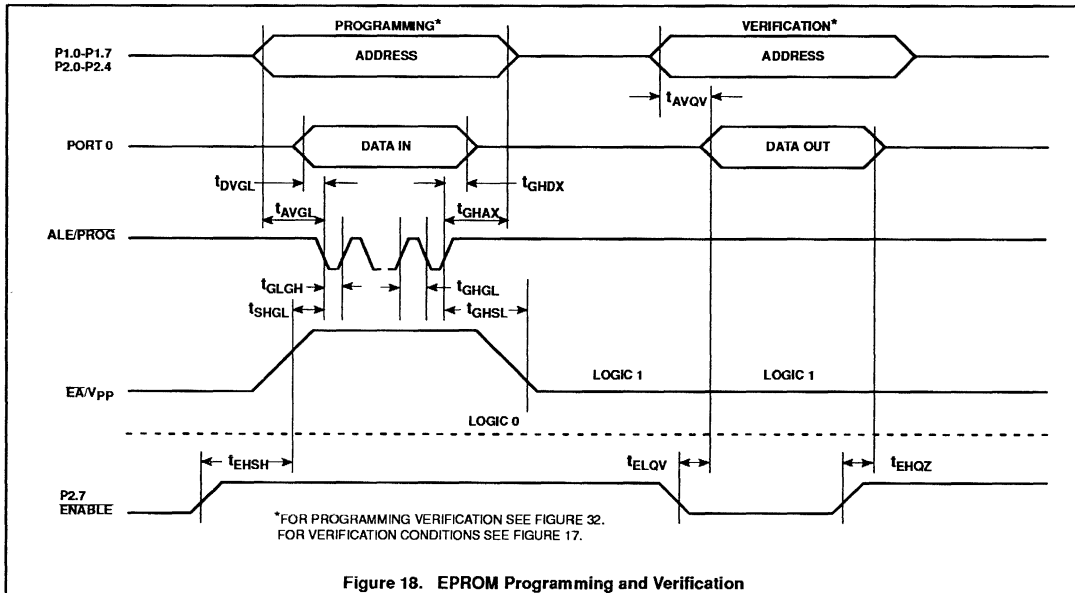 PROGRAMMING*
VERIFICATION*
P1.0-P1.7
P2.0-P2.4
ADDRESS
ADDRESS
tAVQV
PORT 0
DATA IN
DATA OUT
tDVGL
tGHDX
tAVGL
tGHAX
ALE/PROG
tGLGH
tGHGL
tSHGL
tGHSL
LOGIC 1
LOGIC 1
EA/VPP
LOGIC 0
tEHSH
tELQV
tEHQZ
P2.7
ENABLE
*FOR PROGRAMMING VERIFICATION SEE FIGURE 32.
FOR VERIFICATION CONDITIONS SEE FIGURE 17.
Figure 18. EPROM Programming and Verification